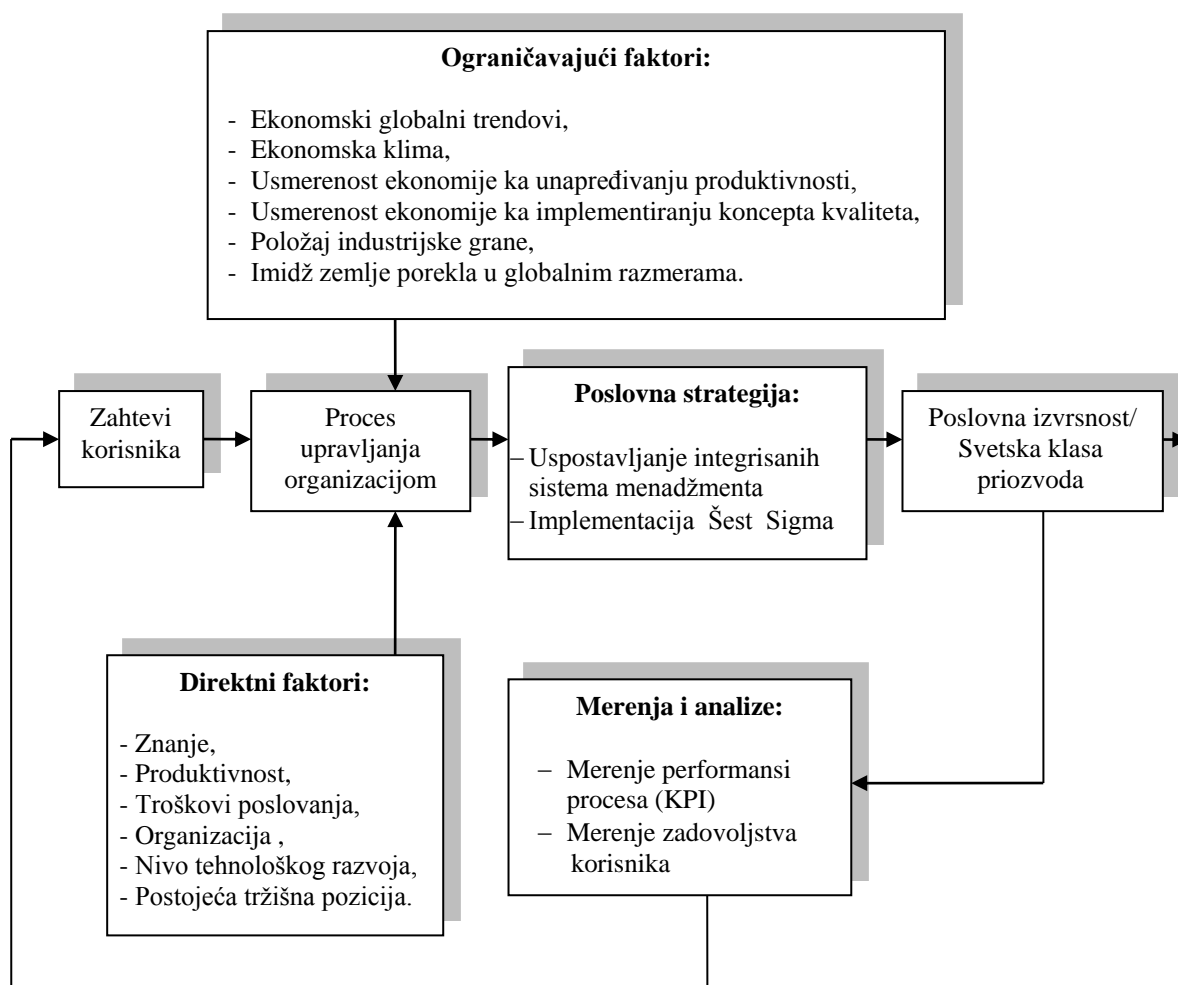 Ograničavajući faktori:
- Ekonomski globalni trendovi,
- Ekonomska klima,
- Usmerenost ekonomije ka unapređivanju produktivnosti,
- Usmerenost ekonomije ka implementiranju koncepta kvaliteta,
- Položaj industrijske grane,
- Imidž zemlje porekla u globalnim razmerama.
Zahtevi
korisnika
Proces
upravljanja
organizacijom
Poslovna strategija:
– Uspostavljanje integrisanih
sistema menadžmenta
– Implementacija Šest Sigma
Poslovna izvrsnost/
Svetska klasa
priozvoda
Direktni faktori:
- Znanje,
- Produktivnost,
- Troškovi poslovanja,
- Organizacija ,
- Nivo tehnološkog razvoja,
- Postojeća tržišna pozicija.
Merenja i analize:
– Merenje performansi
procesa (KPI)
– Merenje zadovoljstva
korisnika